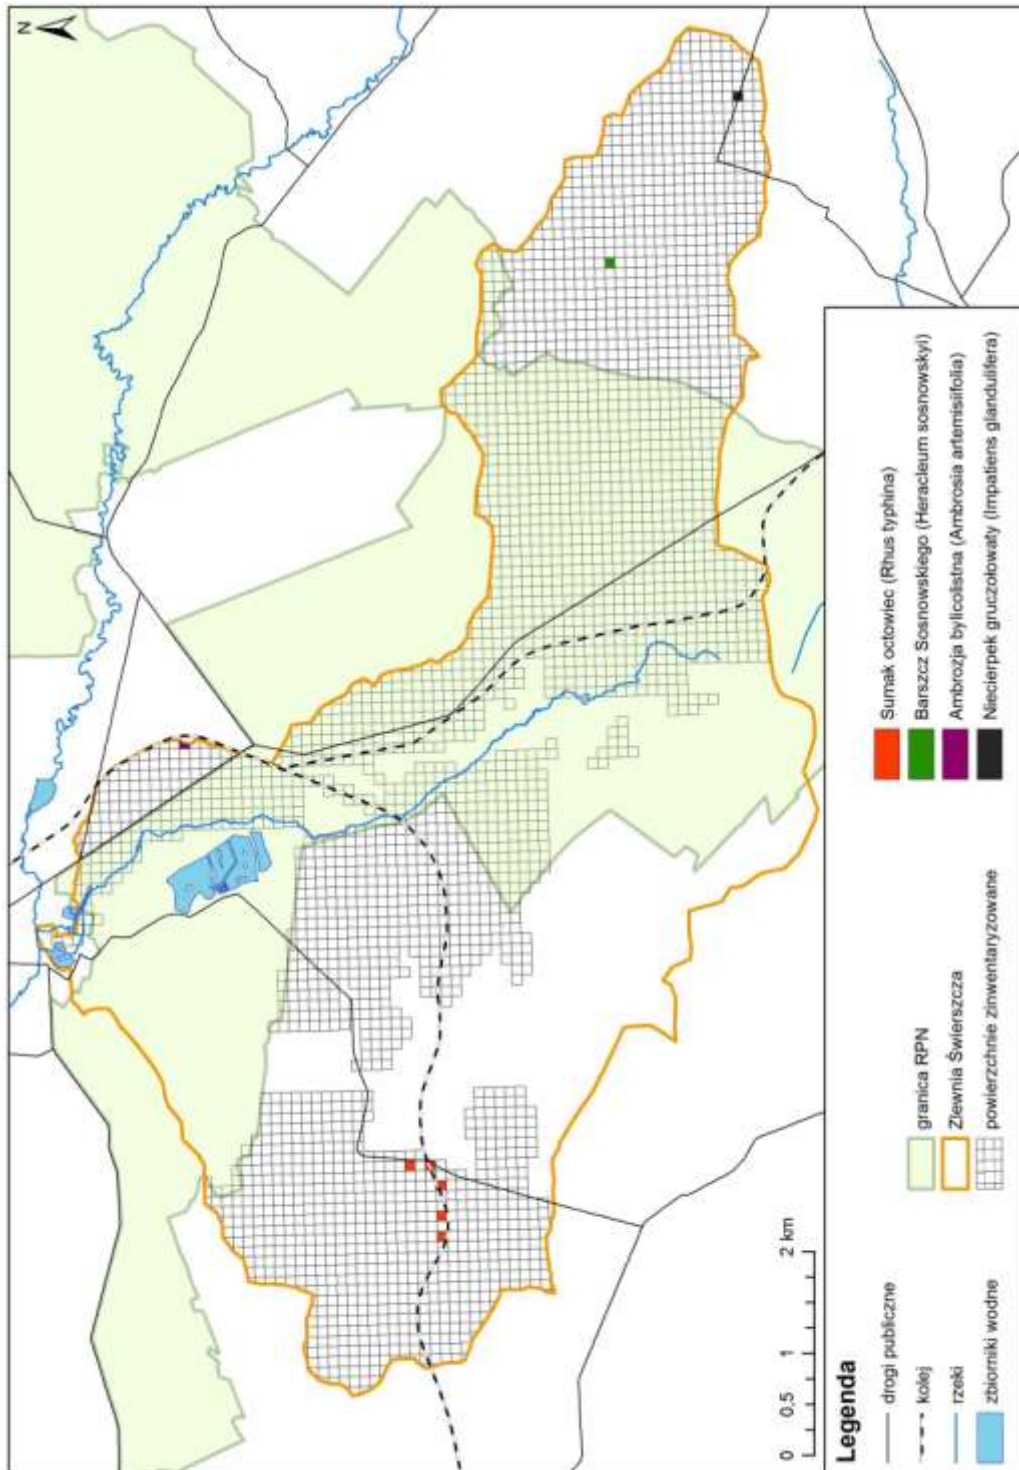 N
0 0.5 1 2 km
Legenda
drogi publiczne
kolej
rzeki
zbiorniki wodne
granica RPN
Zlewnia Świerszcza
powierzchnie zinwentaryzowane
Sumak octowiec (Rhus typhina)
Barszcz Sosnowskiego (Heracleum sosnowskyi)
Ambrozja bylicolistna (Ambrosia artemisiifolia)
Niecierpek gruczołowaty (Impatiens glandulifera)